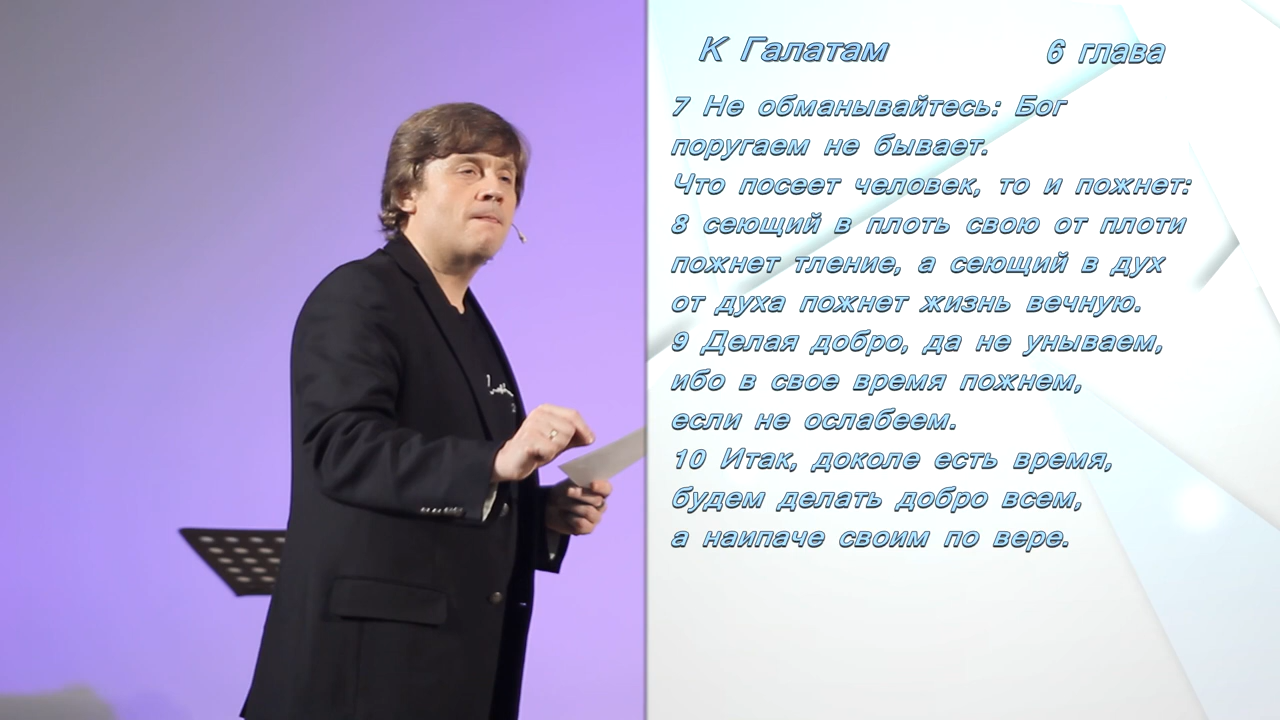 К Галатам 6 глава
7 Не обманывайтесь: Бог
поругаем не бывает.
Что посеет человек, то и пожнет:
8 сеющий в плоть свою от плоти
пожнет тление, а сеющий в дух
от духа пожнет жизнь вечную.
9 Делая добро, да не унываем,
ибо в свое время пожнем,
если не ослабеем.
10 Итак, доколе есть время,
будем делать добро всем,
а наипаче своим по вере.